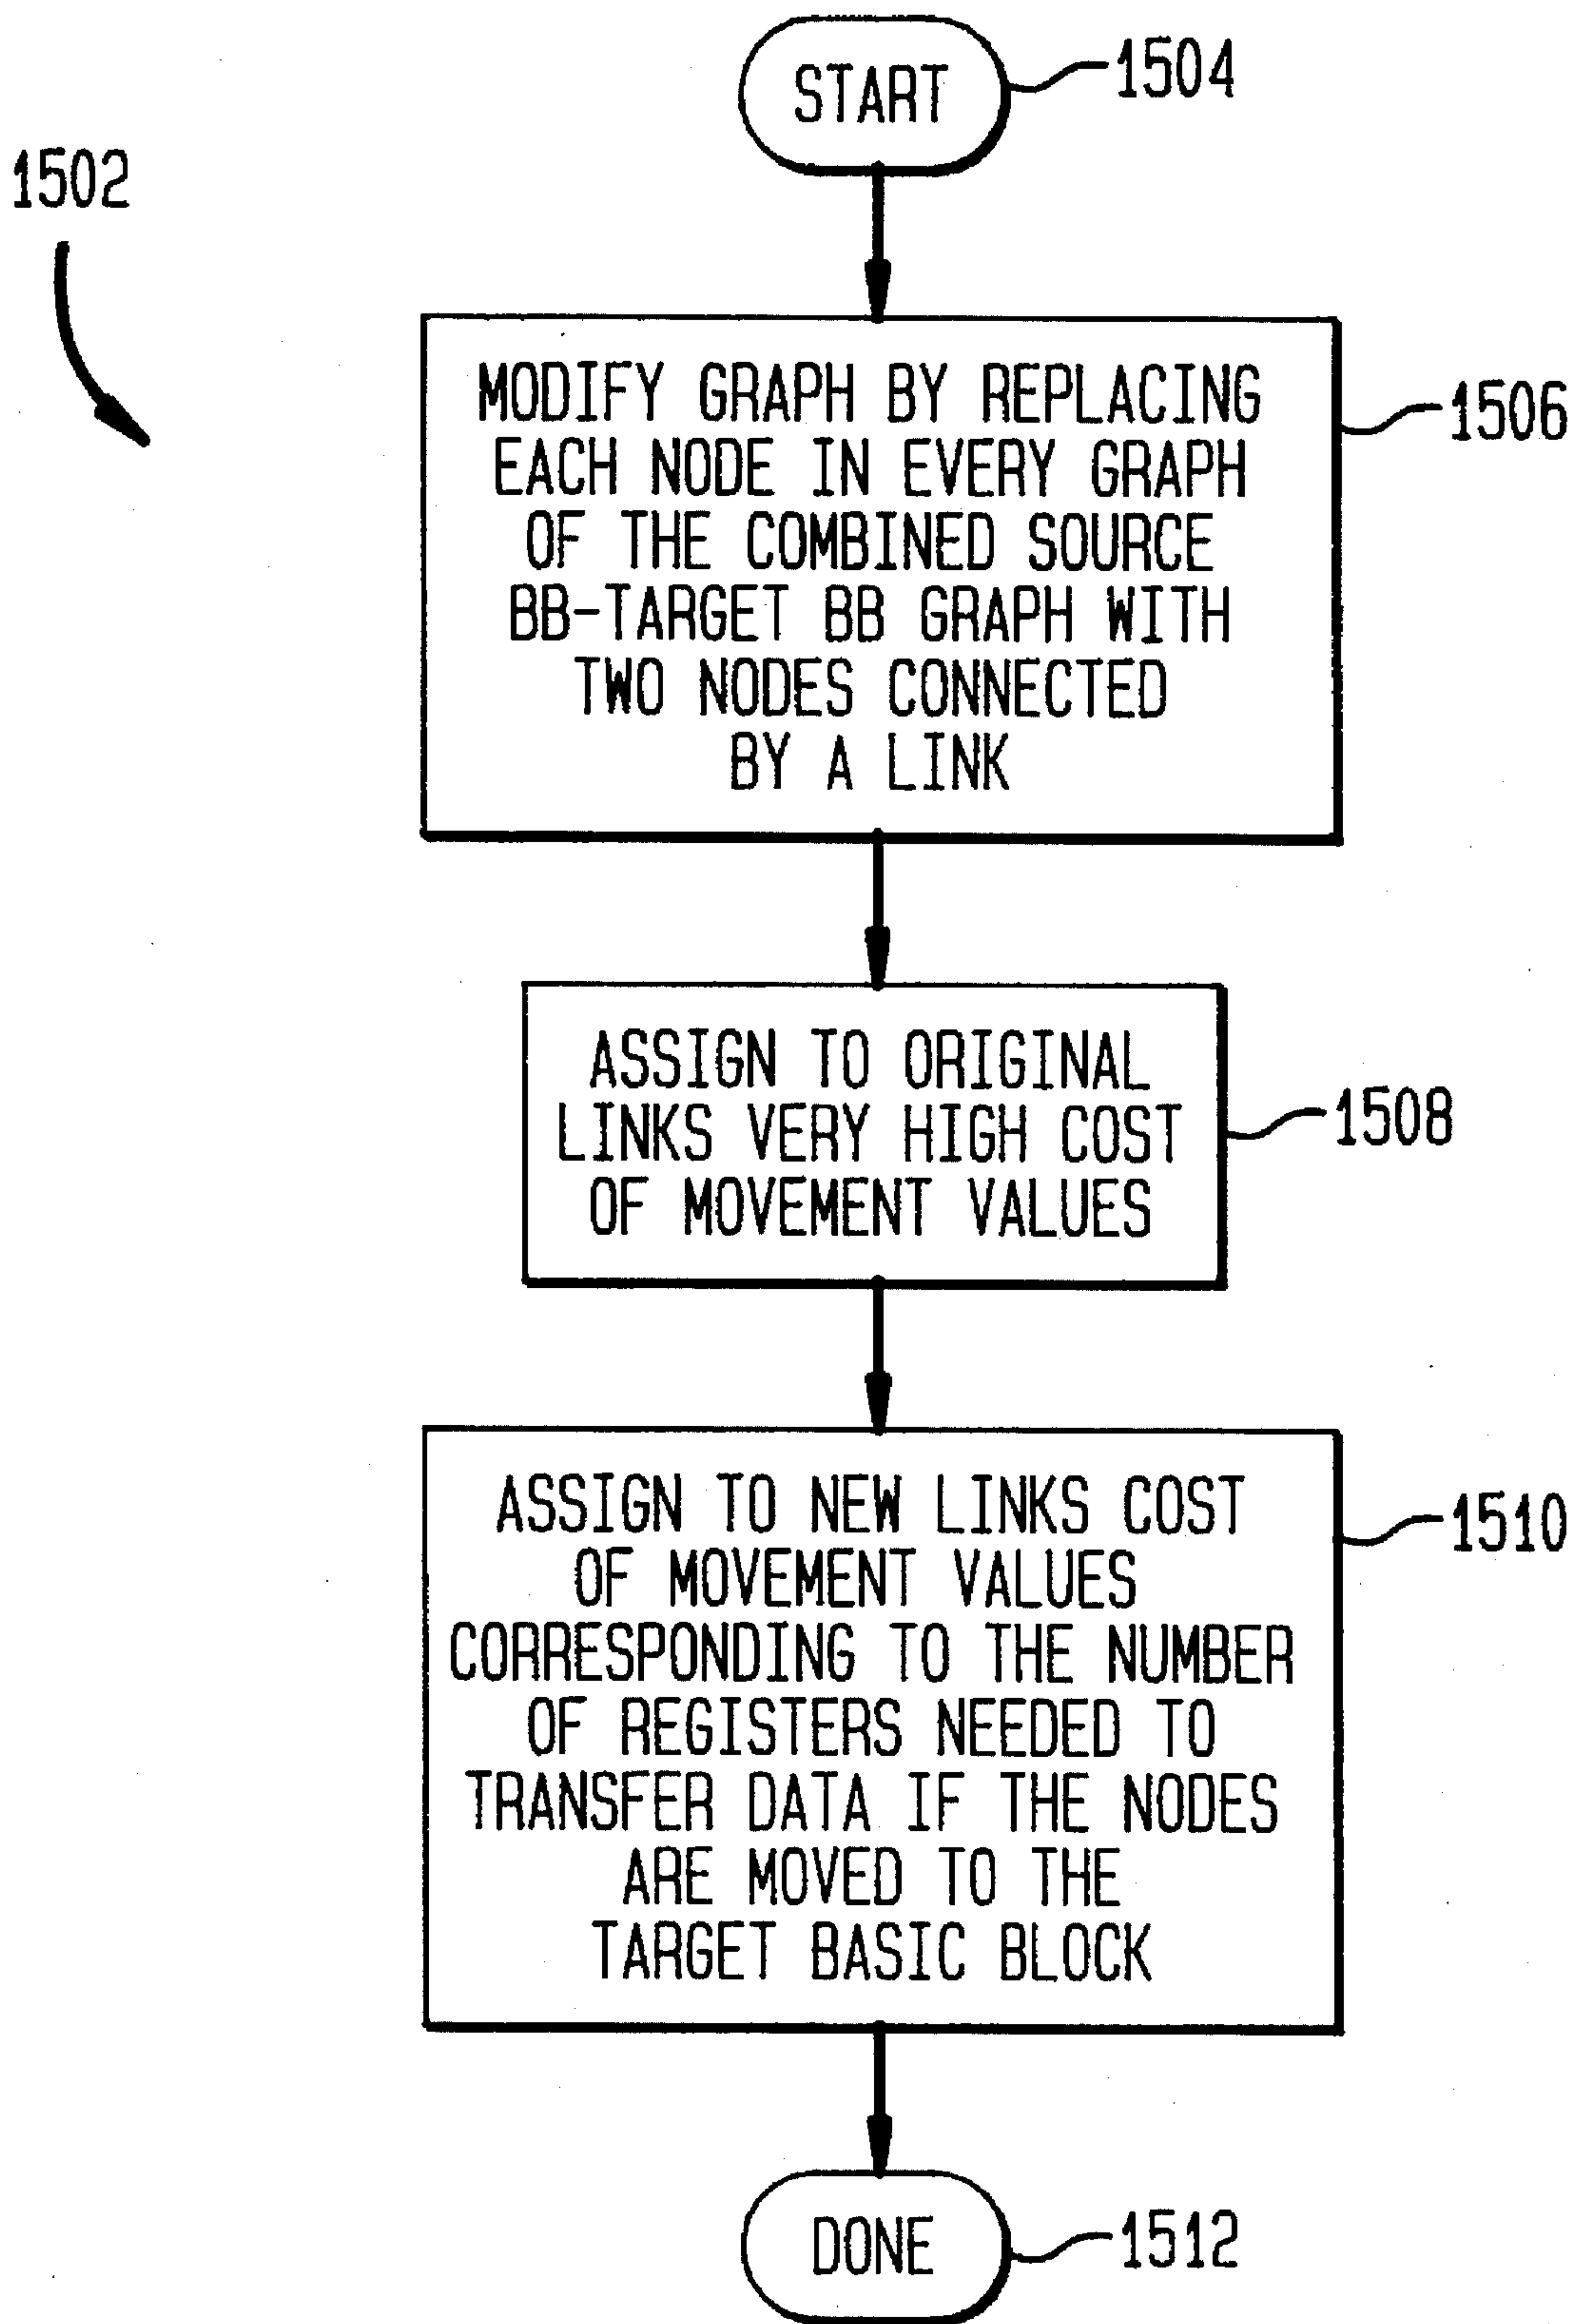 START
1504
1502
MODIFY GRAPH BY REPLACING
EACH NODE IN EVERY GRAPH
OF THE COMBINED SOURCE
BB-TARGET BB GRAPH WITH
TWO NODES CONNECTED
BY A LINK
1506
ASSIGN TO ORIGINAL
LINKS VERY HIGH COST
OF MOVEMENT VALUES
1508
ASSIGN TO NEW LINKS COST
OF MOVEMENT VALUES
CORRESPONDING TO THE NUMBER
OF REGISTERS NEEDED TO
TRANSFER DATA IF THE NODES
ARE MOVED TO THE
TARGET BASIC BLOCK
1510
DONE
1512